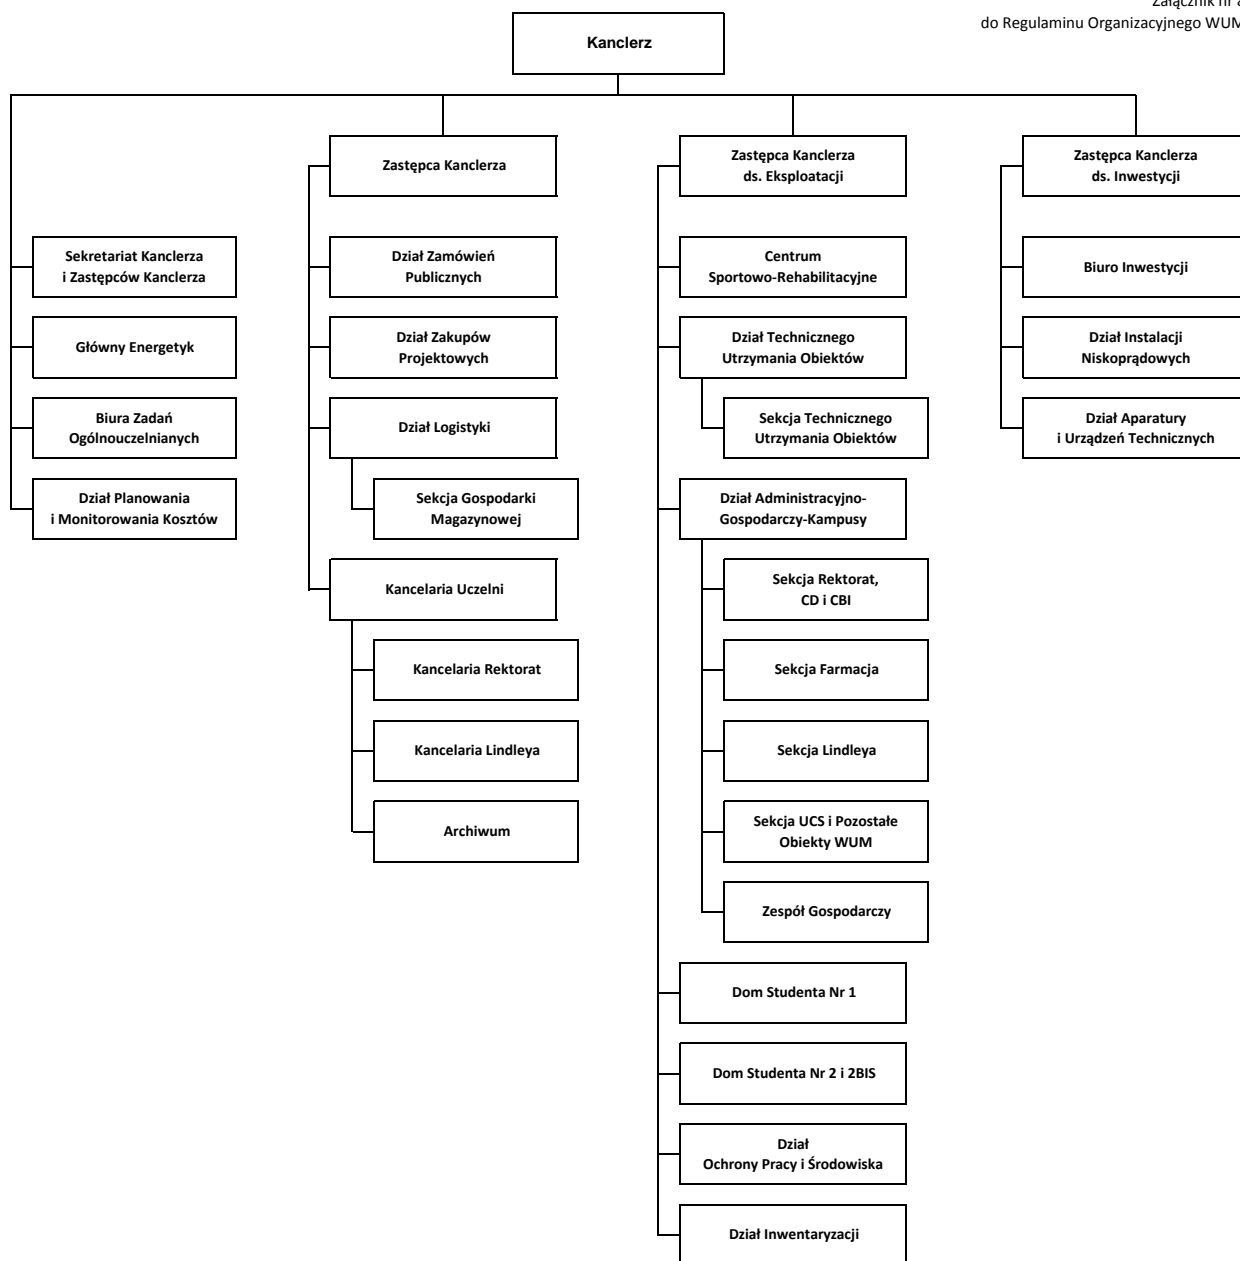 Załącznik nr 8
do Regulaminu Organizacyjnego WUM
Kanclerz
Zastępca Kanclerza
Zastępca Kanclerza
ds. Eksploatacji
Zastępca Kanclerza
ds. Inwestycji
Sekretariat Kanclerza
i Zastępców Kanclerza
Główny Energetyk
Biura Zadań
Ogólnouczelnianych
Dział Planowania
i Monitorowania Kosztów
Dział Zamówień
Publicznych
Dział Zakupów
Projektowych
Dział Logistyki
Sekcja Gospodarki
Magazynowej
Kancelaria Uczelni
Kancelaria Rektorat
Kancelaria Lindleya
Archiwum
Centrum
Sportowo-Rehabilitacyjne
Dział Technicznego
Utrzymania Obiektów
Sekcja Technicznego
Utrzymania Obiektów
Dział Administracyjno-
Gospodarczy-Kampusy
Sekcja Rektorat,
CD i CBI
Sekcja Farmacja
Sekcja Lindleya
Sekcja UCS i Pozostałe
Obiekty WUM
Zespół Gospodarczy
Dom Studenta Nr 1
Dom Studenta Nr 2 i 2BIS
Dział
Ochrony Pracy i Środowiska
Dział Inwentaryzacji
Biuro Inwestycji
Dział Instalacji
Niskoprądowych
Dział Aparatury
i Urządzeń Technicznych